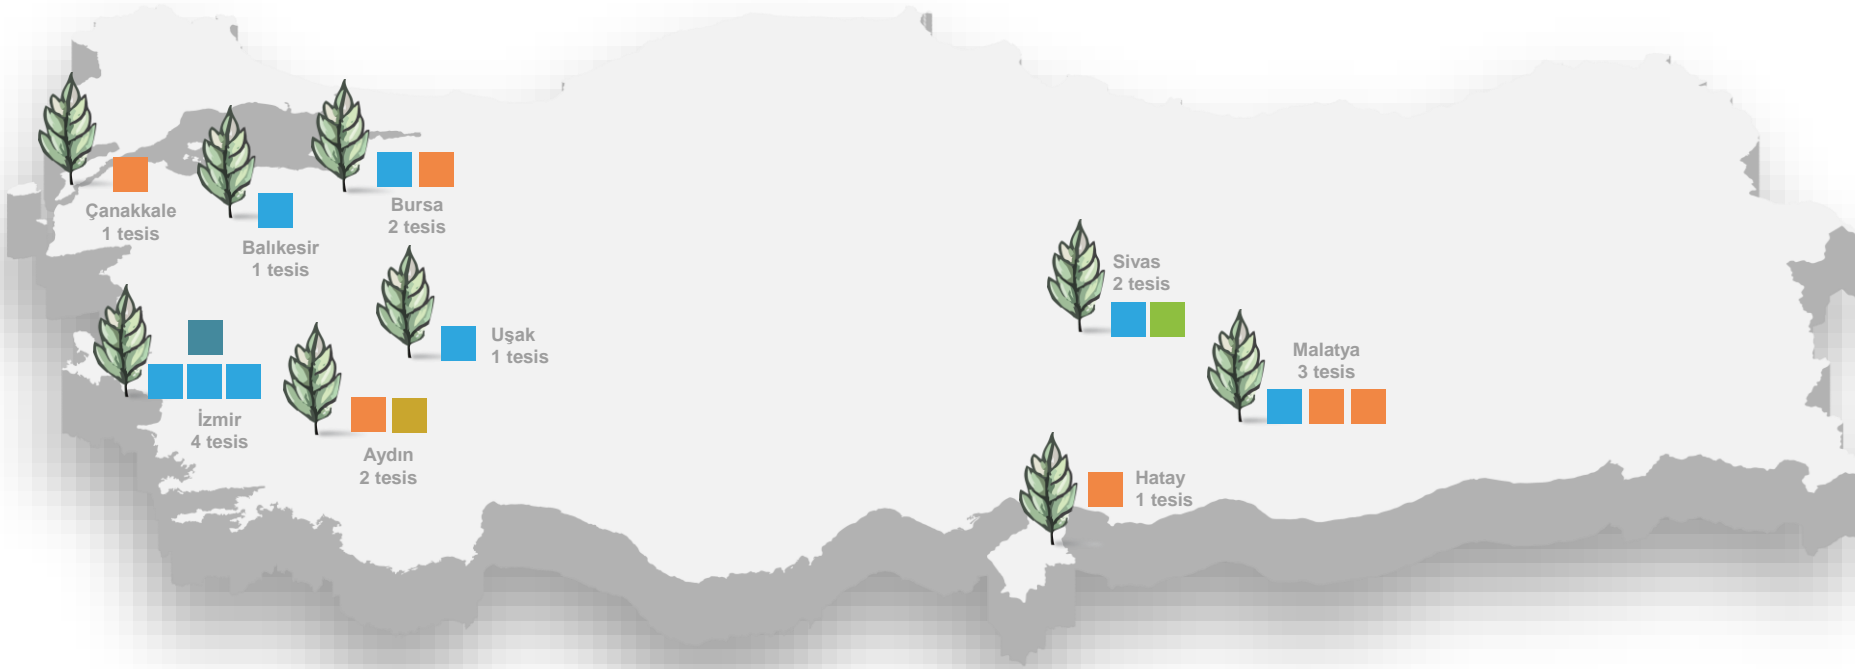 Çanakkale
1 tesis
Balıkesir
1 tesis
Bursa
2 tesis
Uşak
1 tesis
İzmir
4 tesis
Aydın
2 tesis
Sivas
2 tesis
Malatya
3 tesis
Hatay
1 tesis